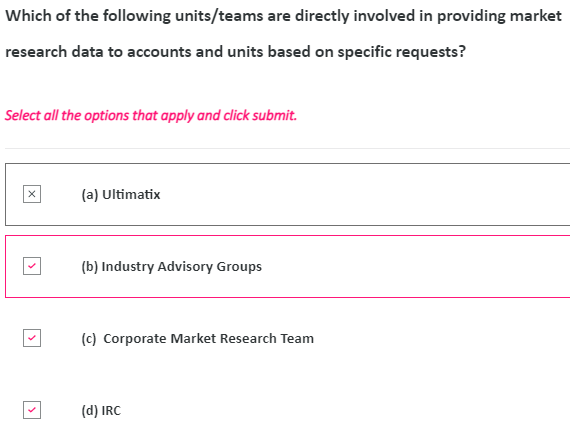 Which of the following units/teams are directly involved in providing market
research data to accounts and units based on specific requests?
Select all the options that apply and click submit.
(a) Ultimatix
(b) Industry Advisory Groups
(c) Corporate Market Research Team
(d) IRC